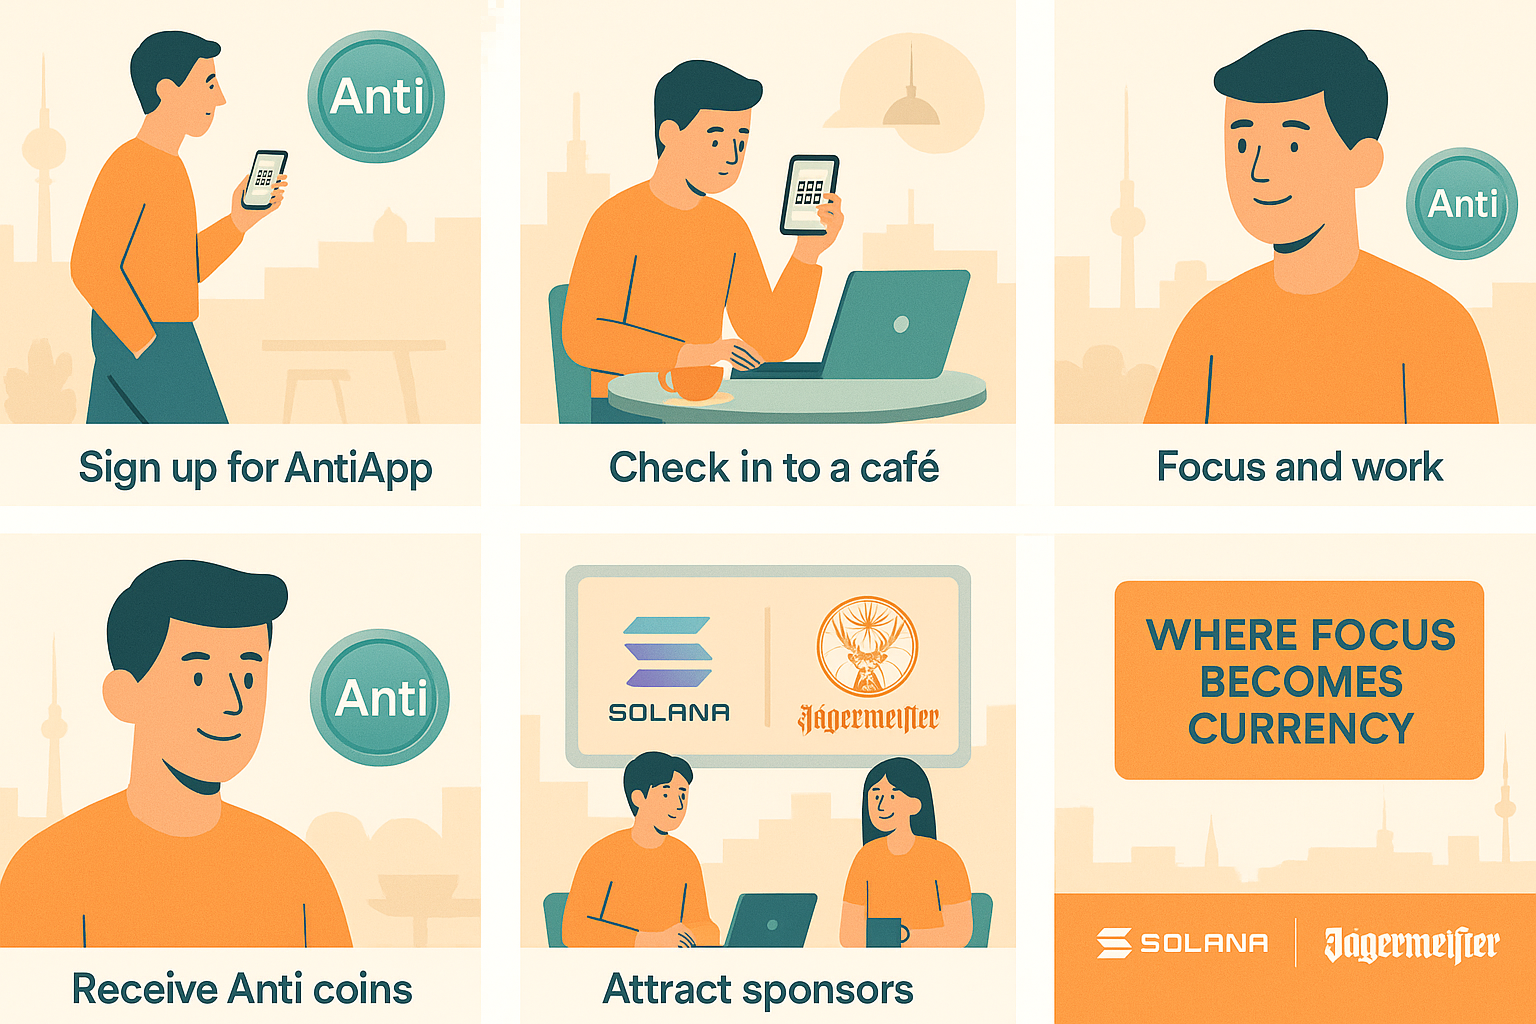 Anti
Sign up for AntiApp
Check in to a café
Anti
Focus and work
Anti
Receive Anti coins
SOLANA
Jägermeister
Attract sponsors
WHERE FOCUS
BECOMES
CURRENCY
SOLANA
Jägermeister